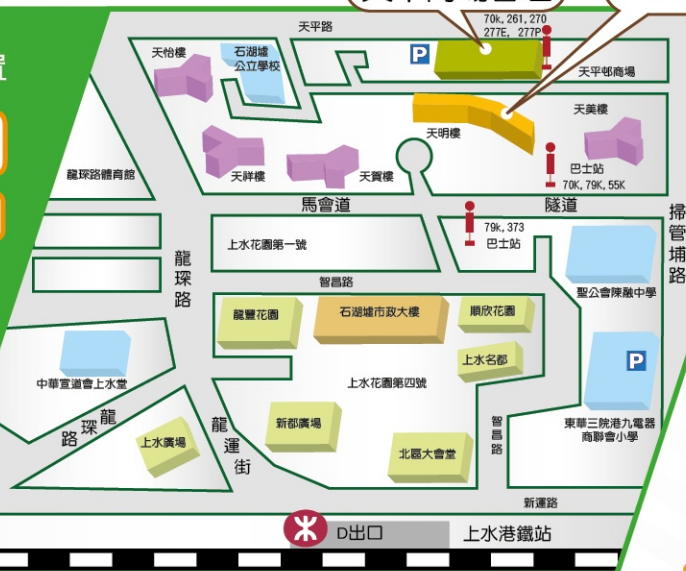 置
天平路
70k, 261, 270
277E, 277P
P
天怡樓
石湖墟
公立學校
天平邨商場
天美樓
天明樓
龍琛路體育館
天祥樓
天賀樓
巴士站
70K, 79K, 55K
馬會道
隧道
掃管埔路
79k, 373
巴士站
上水花園第一號
龍琛路
聖公會陳融中學
智昌路
龍豐花園
石湖墟市政大樓
順欣花園
上水名都
P
中華宣道會上水堂
上水花園第四號
龍琛路
上水廣場
龍運街
新都廣場
北區大會堂
智昌路
東華三院港九電器
商聯會小學
新運路
D出口
上水港鐵站